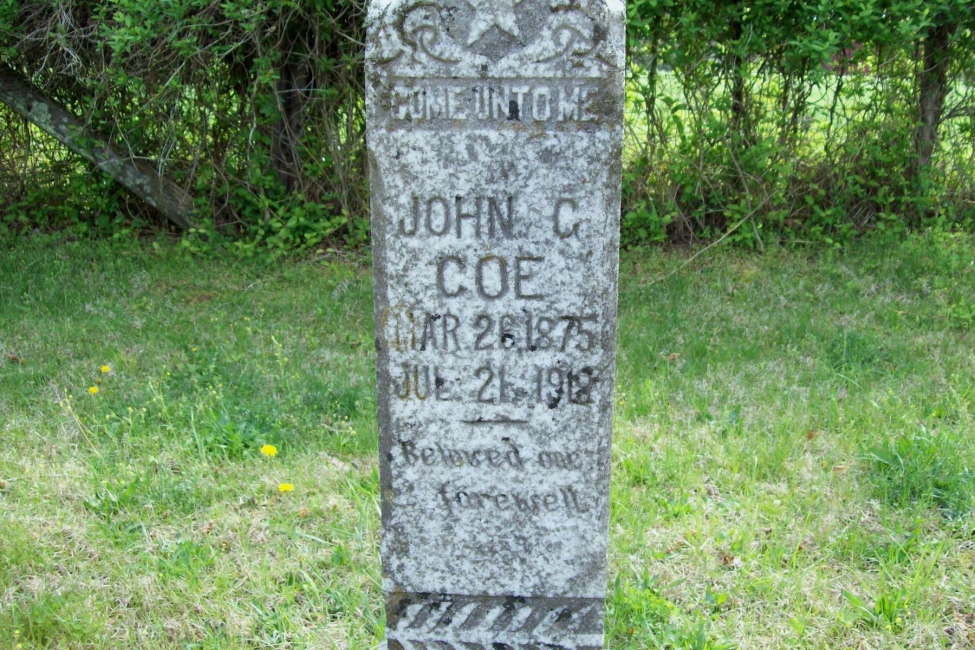 COME UNTO ME
JOHN C
COE
MAR 26, 1875
JUL 21, 1912
Beloved one
farewell